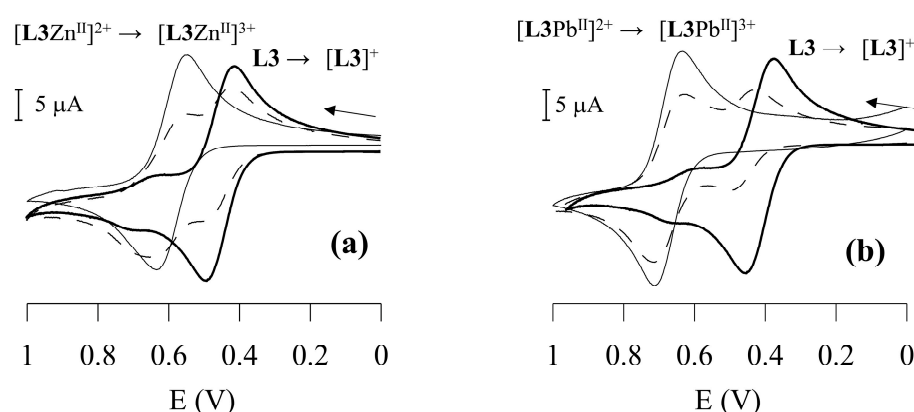 [L3Zn^II]²⁺ → [L3Zn^II]³⁺
L3 → [L3]⁺
5 µA
(a)
1 0.8 0.6 0.4 0.2 0
E (V)
[L3Pb^II]²⁺ → [L3Pb^II]³⁺
L3 → [L3]⁺
5 µA
(b)
1 0.8 0.6 0.4 0.2 0
E (V)